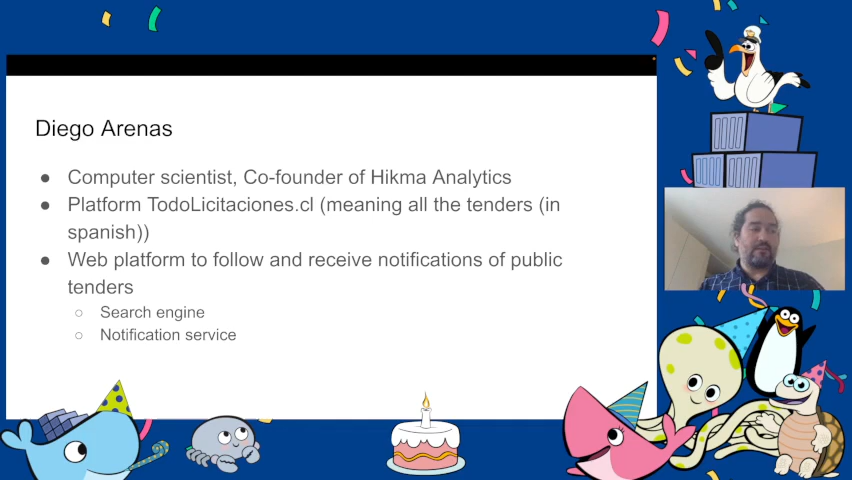 Diego Arenas
● Computer scientist, Co-founder of Hikma Analytics
● Platform TodoLicitaciones.cl (meaning all the tenders (in
spanish))
● Web platform to follow and receive notifications of public
tenders
○ Search engine
○ Notification service